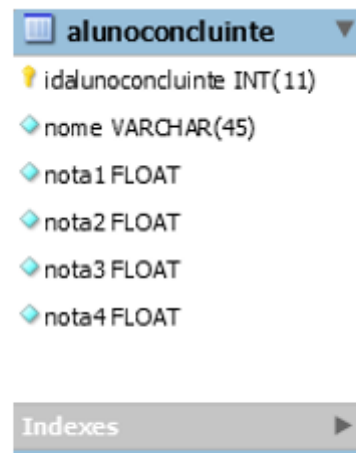 alunoconcluinte
idalunoconcluinte INT(11)
nome VARCHAR(45)
nota1 FLOAT
nota2 FLOAT
nota3 FLOAT
nota4 FLOAT
Indexes